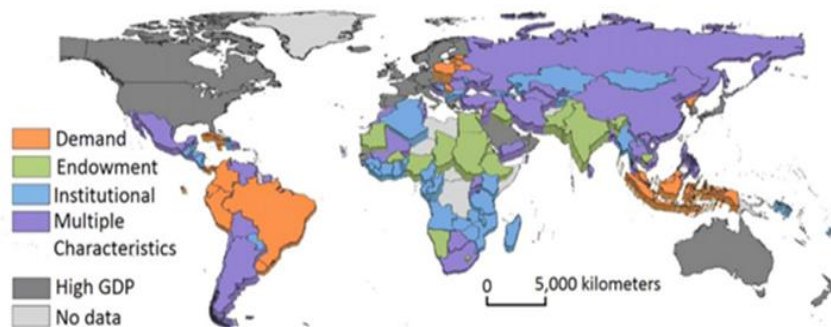 Demand
Endowment
Institutional
Multiple
Characteristics
High GDP
No data
0 5,000 kilometers